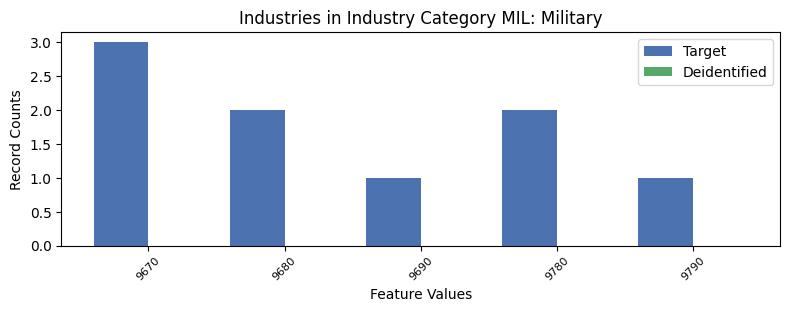 Industries in Industry Category MIL: Military
Target
Deidentified
Record Counts
3.0
2.5
2.0
1.5
1.0
0.5
0.0
9670 9680 9690 9780 9790
Feature Values